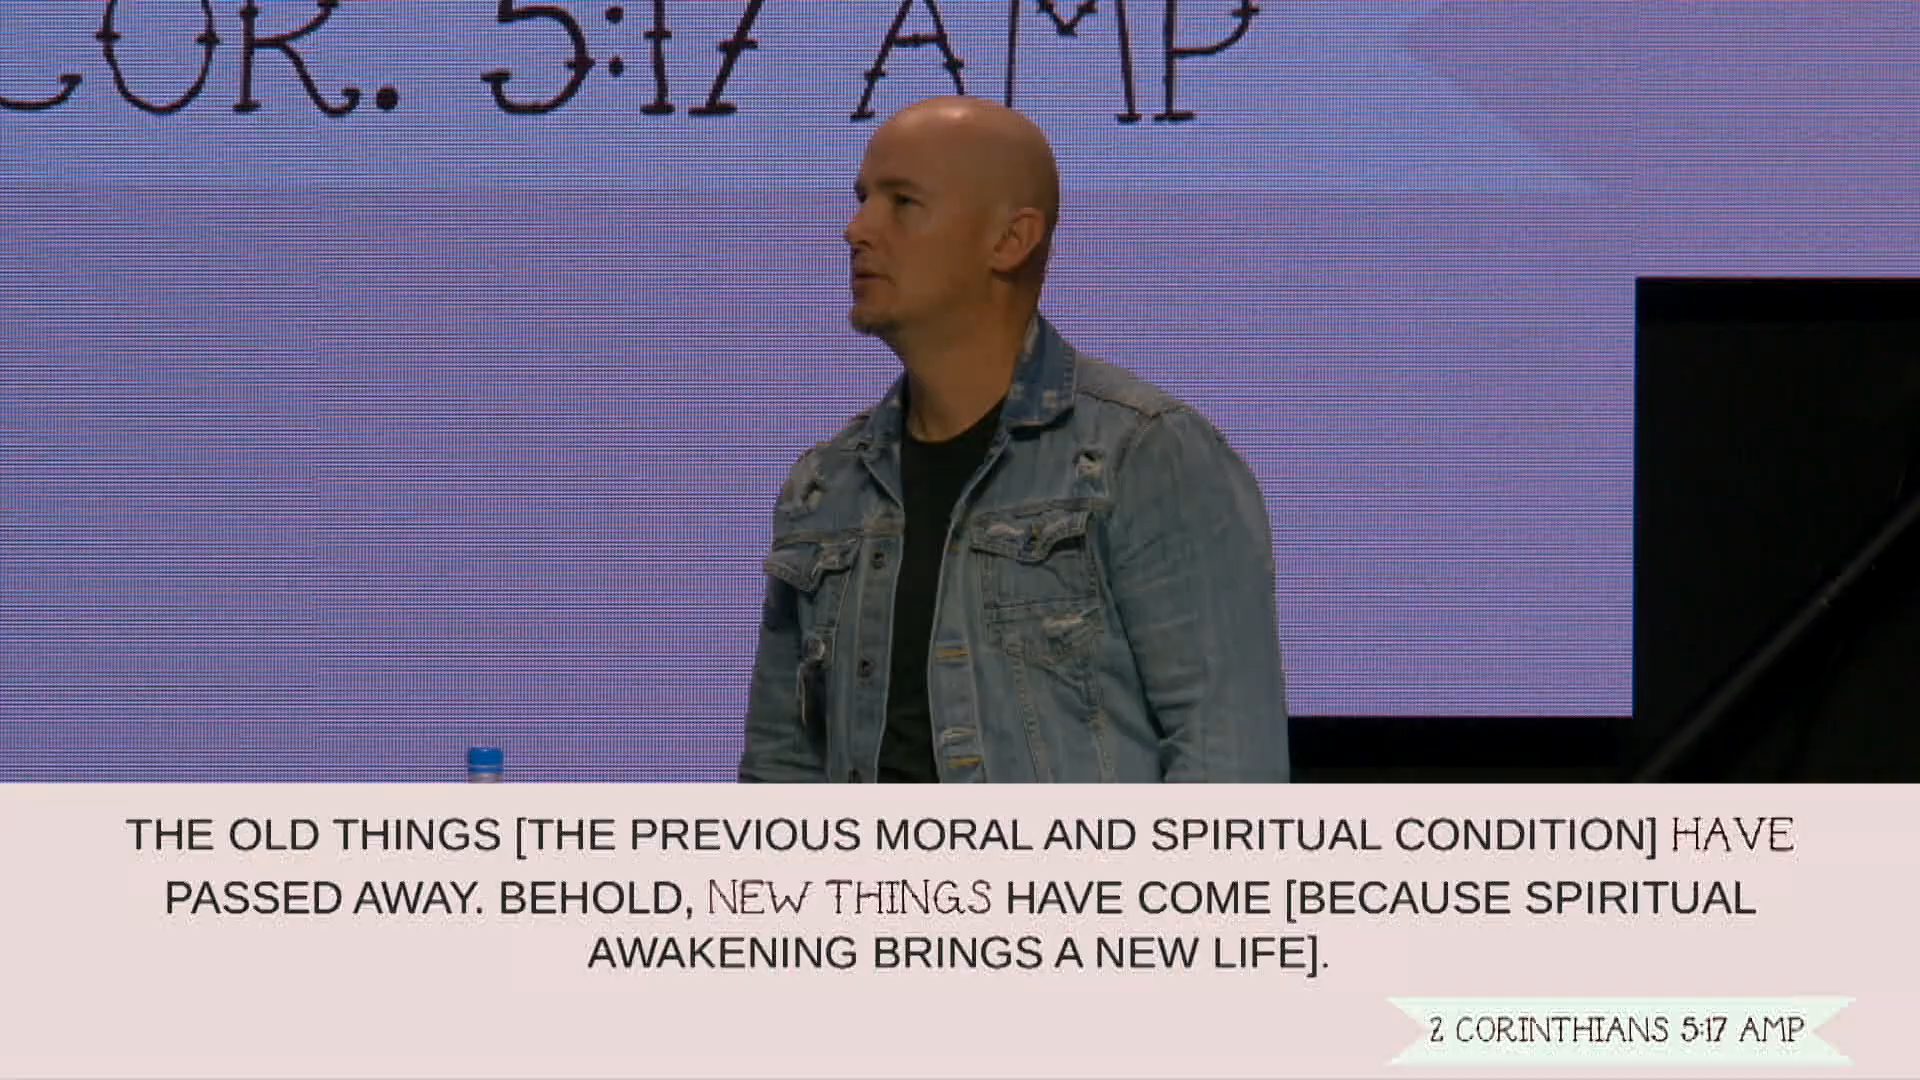 COR. 5:17 AMP
THE OLD THINGS [THE PREVIOUS MORAL AND SPIRITUAL CONDITION] HAVE
PASSED AWAY. BEHOLD, NEW THINGS HAVE COME [BECAUSE SPIRITUAL
AWAKENING BRINGS A NEW LIFE].
2 CORINTHIANS 5:17 AMP